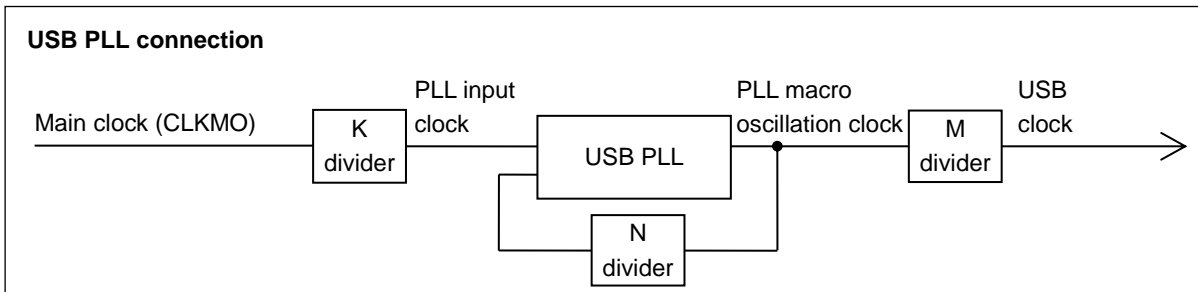 USB PLL connection
Main clock (CLKMO)
K
divider
PLL input
clock
USB PLL
N
divider
PLL macro
oscillation clock
M
divider
USB
clock